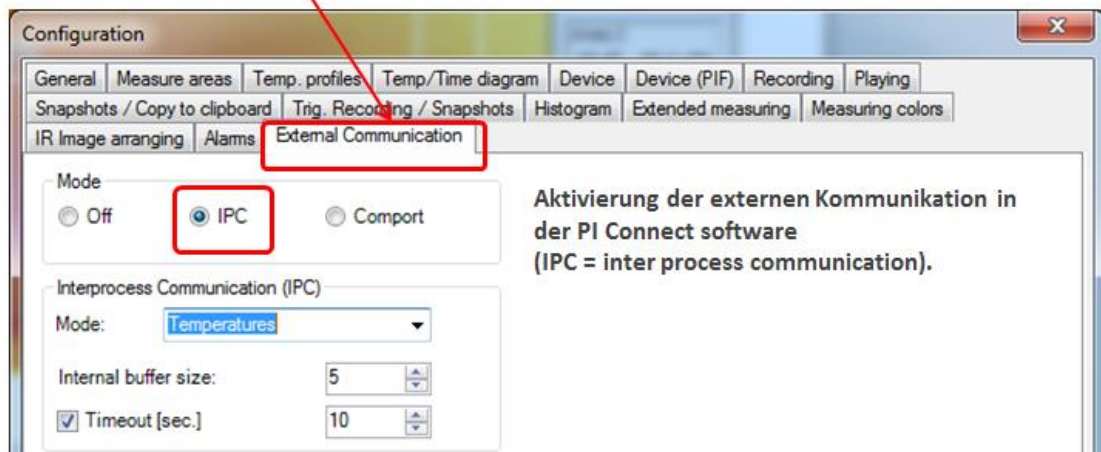 Configuration
General Measure areas Temp. profiles Temp/Time diagram Device Device (PIF) Recording Playing
Snapshots / Copy to clipboard Trig. Recording / Snapshots Histogram Extended measuring Measuring colors
IR Image arranging Alarms External Communication
Mode
Off IPC Comport
Aktivierung der externen Kommunikation in
der PI Connect software
(IPC = inter process communication).
Interprocess Communication (IPC)
Mode: Temperatures
Internal buffer size: 5
Timeout [sec.] 10